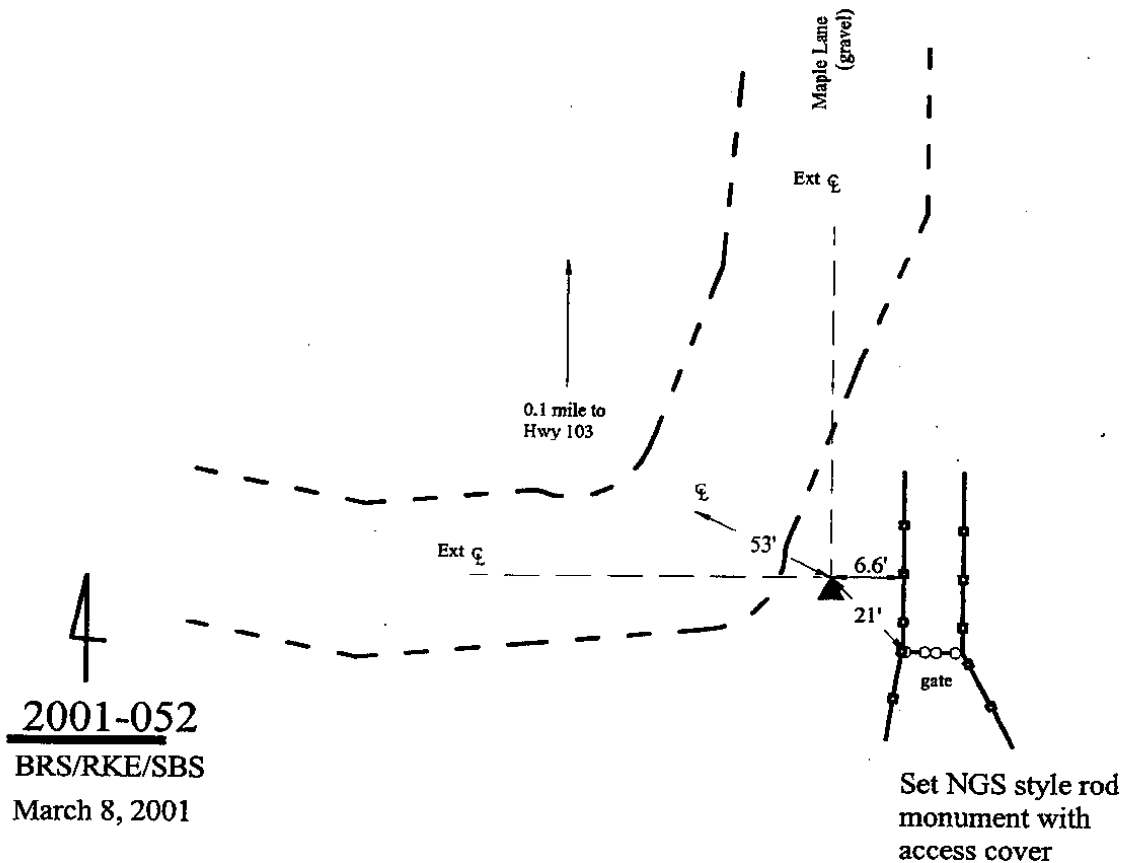 Maple Lane
(gravel)
Ext ℄
0.1 mile to
Hwy 103
℄
53'
Ext ℄
6.6'
21'
gate
2001-052
BRS/RKE/SBS
March 8, 2001
Set NGS style rod
monument with
access cover